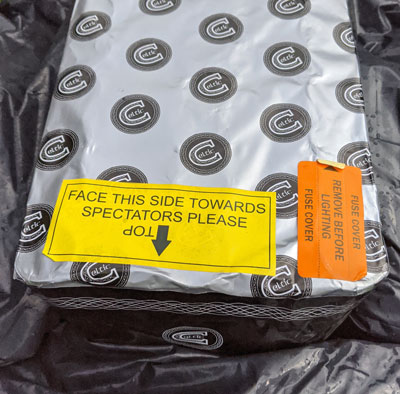 FACE THIS SIDE TOWARDS
SPECTATORS PLEASE
TOP
FUSE COVER
REMOVE BEFORE
LIGHTING
FUSE COVER